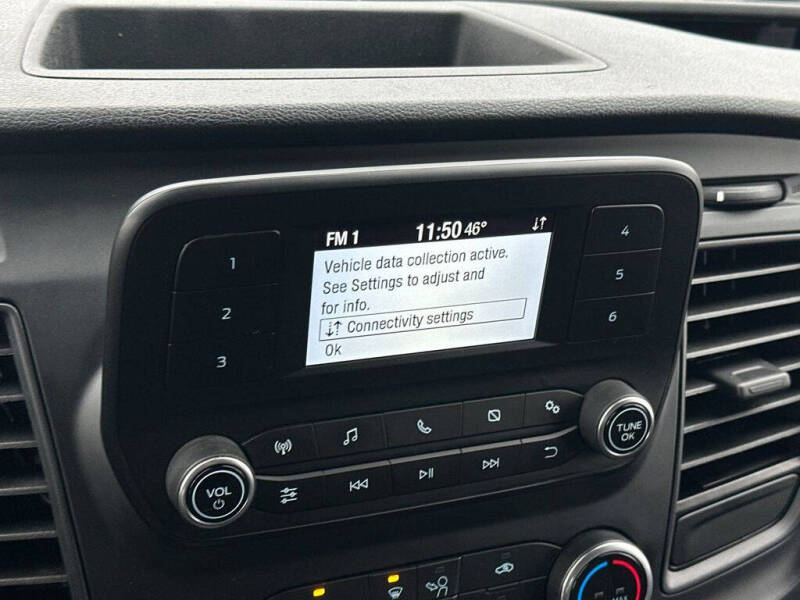 FM 1 11:50 46°
Vehicle data collection active.
See Settings to adjust and
for info.
Connectivity settings
Ok
1
2
3
4
5
6
TUNE
OK
VOL
MAX